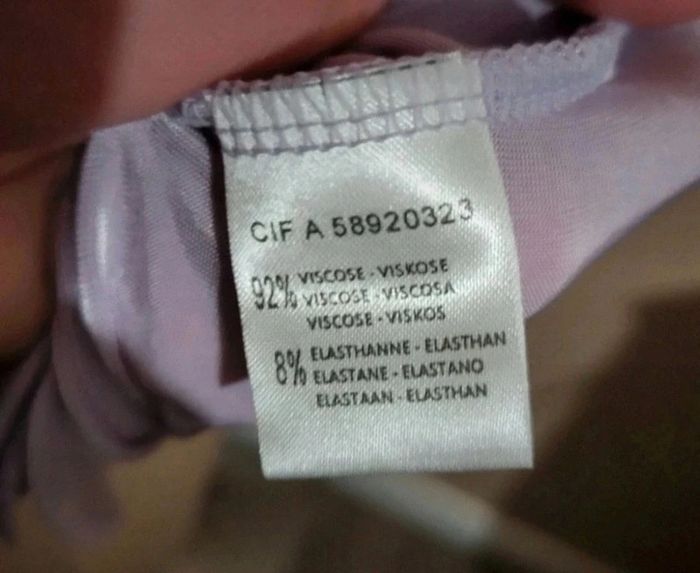 CIF A 58920323
92% VISCOSE - VISKOSE
VISCOSE - VISCOSA
VISCOSE - VISKOS
8% ELASTHANNE - ELASTHAN
ELASTANE - ELASTANO
ELASTAAN - ELASTHAN